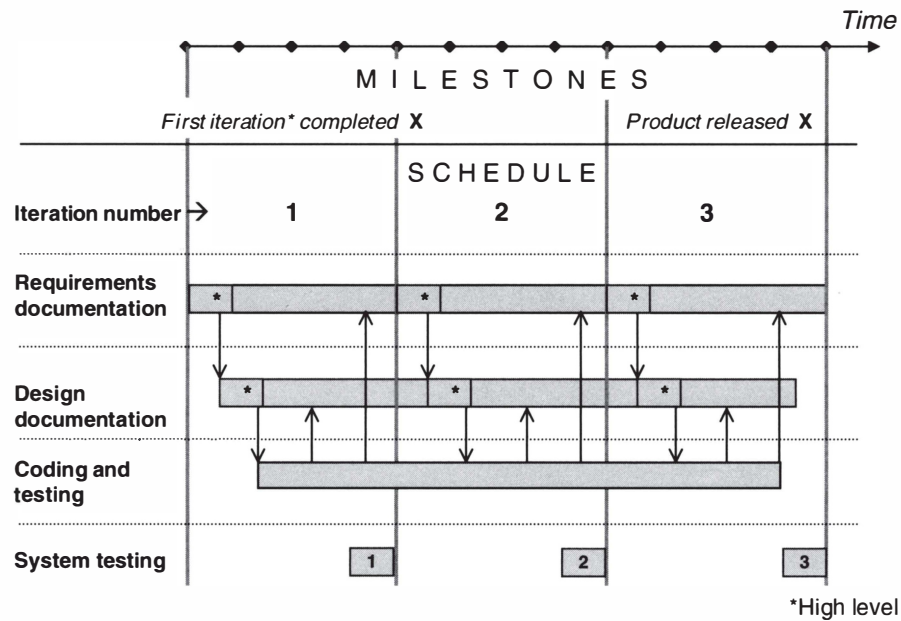 Time
MILESTONES
First iteration* completed X
Product released X
SCHEDULE
Iteration number → 1 2 3
Requirements
documentation
* * *
Design
documentation
* * *
Coding and
testing
System testing 1 2 3
*High level